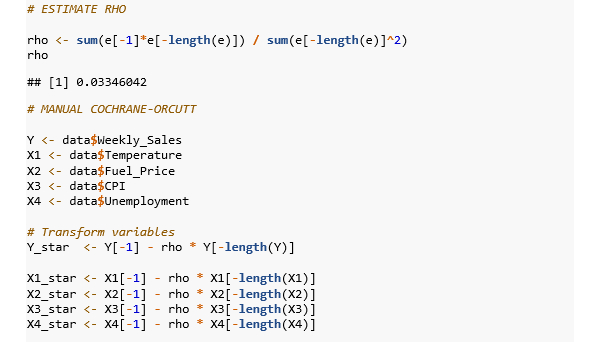 # ESTIMATE RHO
rho <- sum(e[-1]*e[-length(e)]) / sum(e[-length(e)]^2)
rho
## [1] 0.03346042
# MANUAL COCHRANE-ORCUTT
Y <- data$Weekly_Sales
X1 <- data$Temperature
X2 <- data$Fuel_Price
X3 <- data$CPI
X4 <- data$Unemployment
# Transform variables
Y_star  <- Y[-1] - rho * Y[-length(Y)]
X1_star <- X1[-1] - rho * X1[-length(X1)]
X2_star <- X2[-1] - rho * X2[-length(X2)]
X3_star <- X3[-1] - rho * X3[-length(X3)]
X4_star <- X4[-1] - rho * X4[-length(X4)]